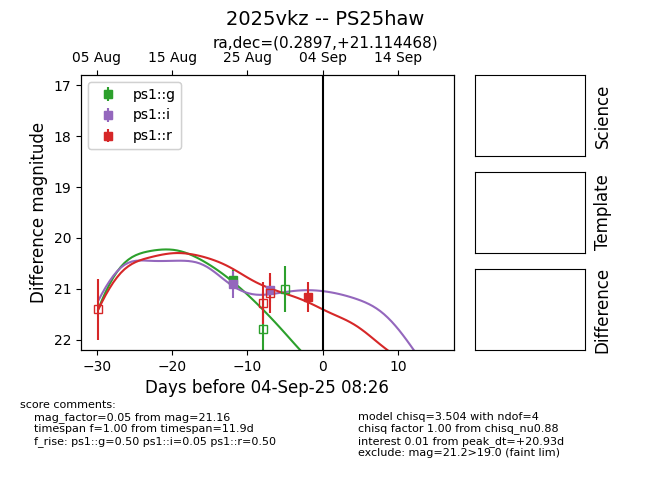 2025vkz -- PS25haw
ra,dec=(0.2897,+21.114468)
05 Aug 15 Aug 25 Aug 04 Sep 14 Sep
17
18
19
20
21
22
Difference magnitude
ps1::g
ps1::i
ps1::r
−30 −20 −10 0 10
Days before 04-Sep-25 08:26
Science
Template
Difference
score comments:
mag_factor=0.05 from mag=21.16
timespan f=1.00 from timespan=11.9d
f_rise: ps1::g=0.50 ps1::i=0.05 ps1::r=0.50
model chisq=3.504 with ndof=4
chisq factor 1.00 from chisq_nu0.88
interest 0.01 from peak_dt=+20.93d
exclude: mag=21.2>19.0 (faint lim)